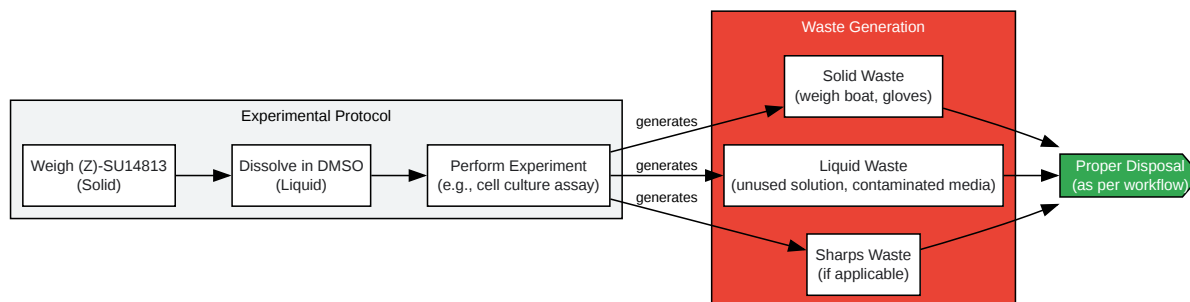 Experimental Protocol
Weigh (Z)-SU14813
(Solid)
Dissolve in DMSO
(Liquid)
Perform Experiment
(e.g., cell culture assay)
generates
generates
generates
Waste Generation
Solid Waste
(weigh boat, gloves)
Liquid Waste
(unused solution, contaminated media)
Sharps Waste
(if applicable)
Proper Disposal
(as per workflow)